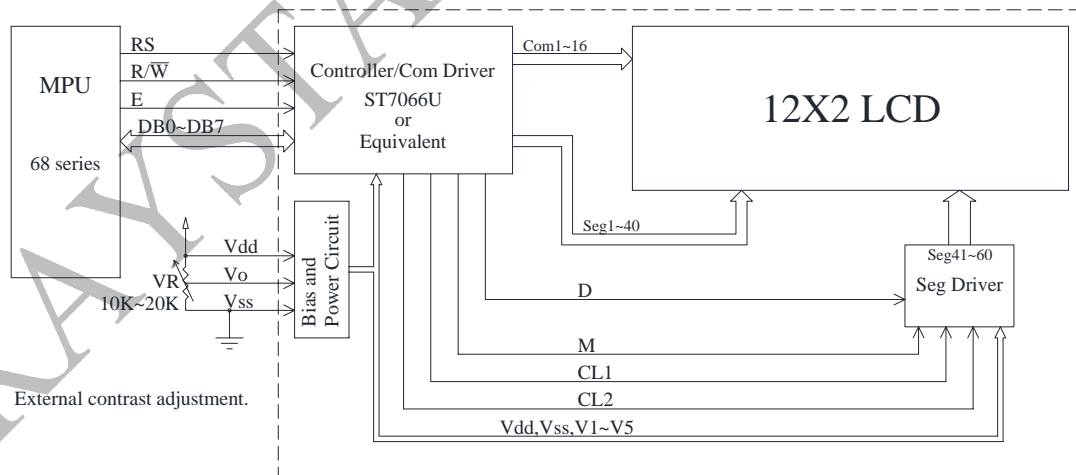 RS
R/W̅
E
DB0~DB7
MPU
68 series
Controller/Com Driver
ST7066U
or
Equivalent
Com1~16
12X2 LCD
Seg1~40
Seg41~60
Seg Driver
Vdd
Vo
Vss
VR
10K~20K
Bias and
Power Circuit
D
M
CL1
CL2
Vdd,Vss,V1~V5
External contrast adjustment.